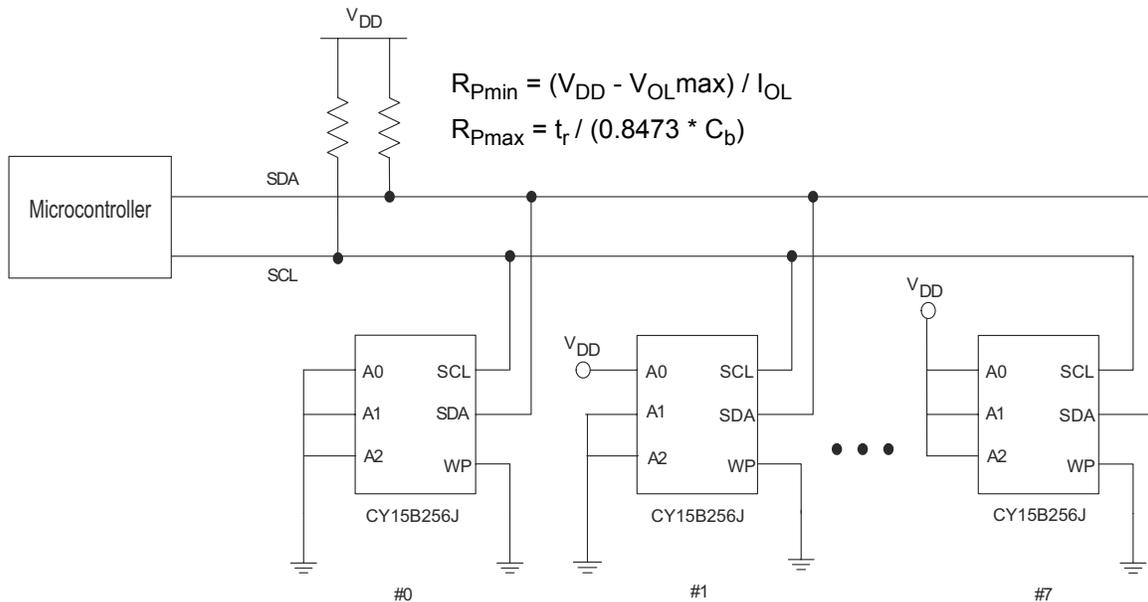 VDD
RPmin = (VDD - VOLmax) / IOL
RPmax = tr / (0.8473 * Cb)
SDA
Microcontroller
SCL
VDD
VDD
A0 SCL
A1 SDA
A2 WP
CY15B256J
#0
A0 SCL
A1 SDA
A2 WP
CY15B256J
#1
A0 SCL
A1 SDA
A2 WP
CY15B256J
#7